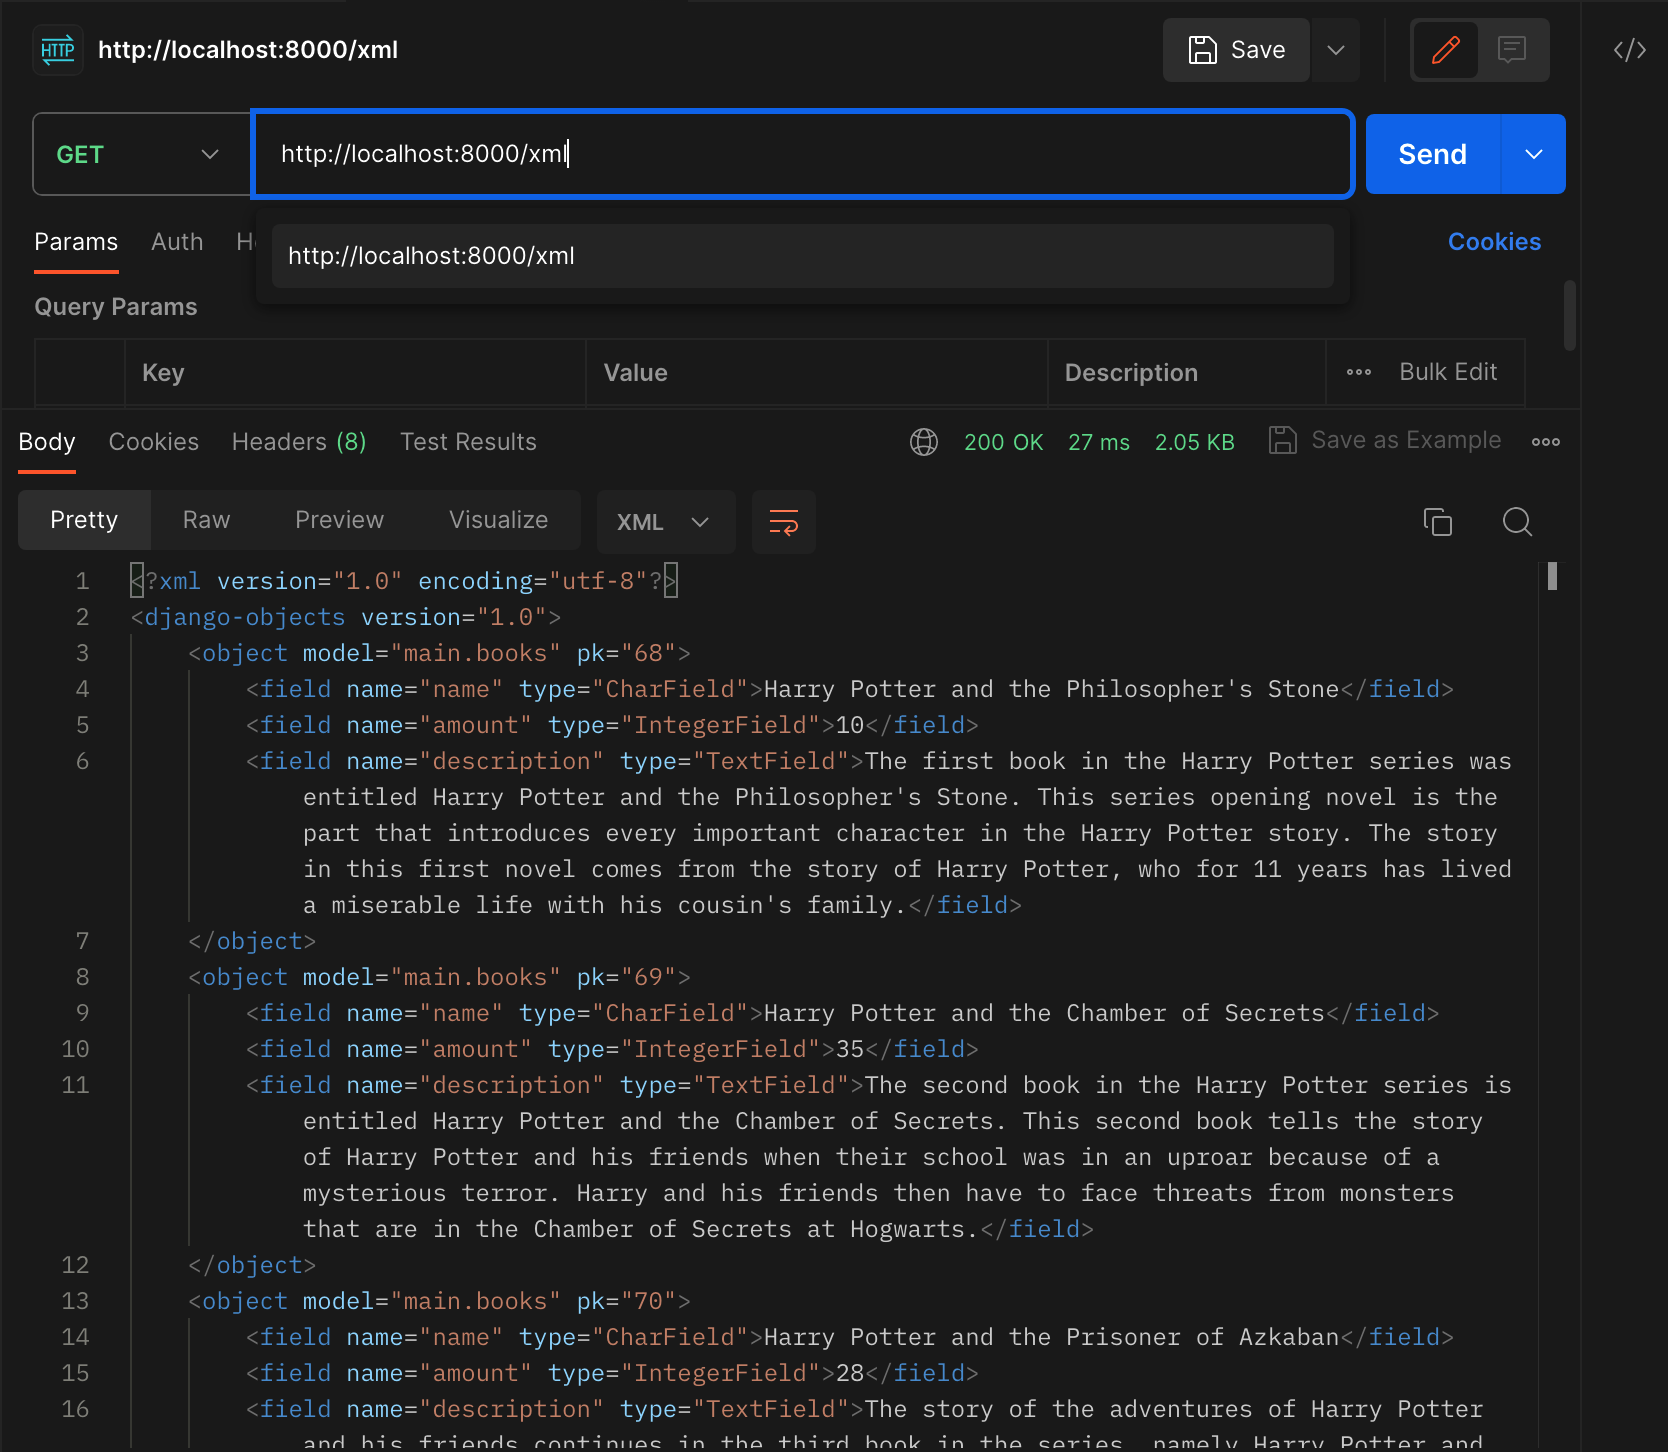 HTTP http://localhost:8000/xml Save
GET http://localhost:8000/xml Send
Params Auth Cookies
http://localhost:8000/xml
Query Params
Key Value Description Bulk Edit
Body Cookies Headers (8) Test Results 200 OK 27 ms 2.05 KB Save as Example
Pretty Raw Preview Visualize XML
1 <?xml version="1.0" encoding="utf-8"?>
2 <django-objects version="1.0">
3 <object model="main.books" pk="68">
4 <field name="name" type="CharField">Harry Potter and the Philosopher's Stone</field>
5 <field name="amount" type="IntegerField">10</field>
6 <field name="description" type="TextField">The first book in the Harry Potter series was
entitled Harry Potter and the Philosopher's Stone. This series opening novel is the
part that introduces every important character in the Harry Potter story. The story
in this first novel comes from the story of Harry Potter, who for 11 years has lived
a miserable life with his cousin's family.</field>
7 </object>
8 <object model="main.books" pk="69">
9 <field name="name" type="CharField">Harry Potter and the Chamber of Secrets</field>
10 <field name="amount" type="IntegerField">35</field>
11 <field name="description" type="TextField">The second book in the Harry Potter series is
entitled Harry Potter and the Chamber of Secrets. This second book tells the story
of Harry Potter and his friends when their school was in an uproar because of a
mysterious terror. Harry and his friends then have to face threats from monsters
that are in the Chamber of Secrets at Hogwarts.</field>
12 </object>
13 <object model="main.books" pk="70">
14 <field name="name" type="CharField">Harry Potter and the Prisoner of Azkaban</field>
15 <field name="amount" type="IntegerField">28</field>
16 <field name="description" type="TextField">The story of the adventures of Harry Potter
and his friends continues in the third book in the series, namely Harry Potter and